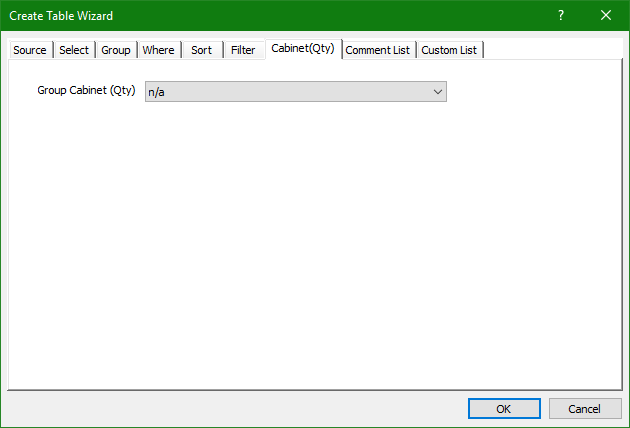 Create Table Wizard
?
Source Select Group Where Sort Filter Cabinet(Qty) Comment List Custom List
Group Cabinet (Qty) n/a
OK Cancel